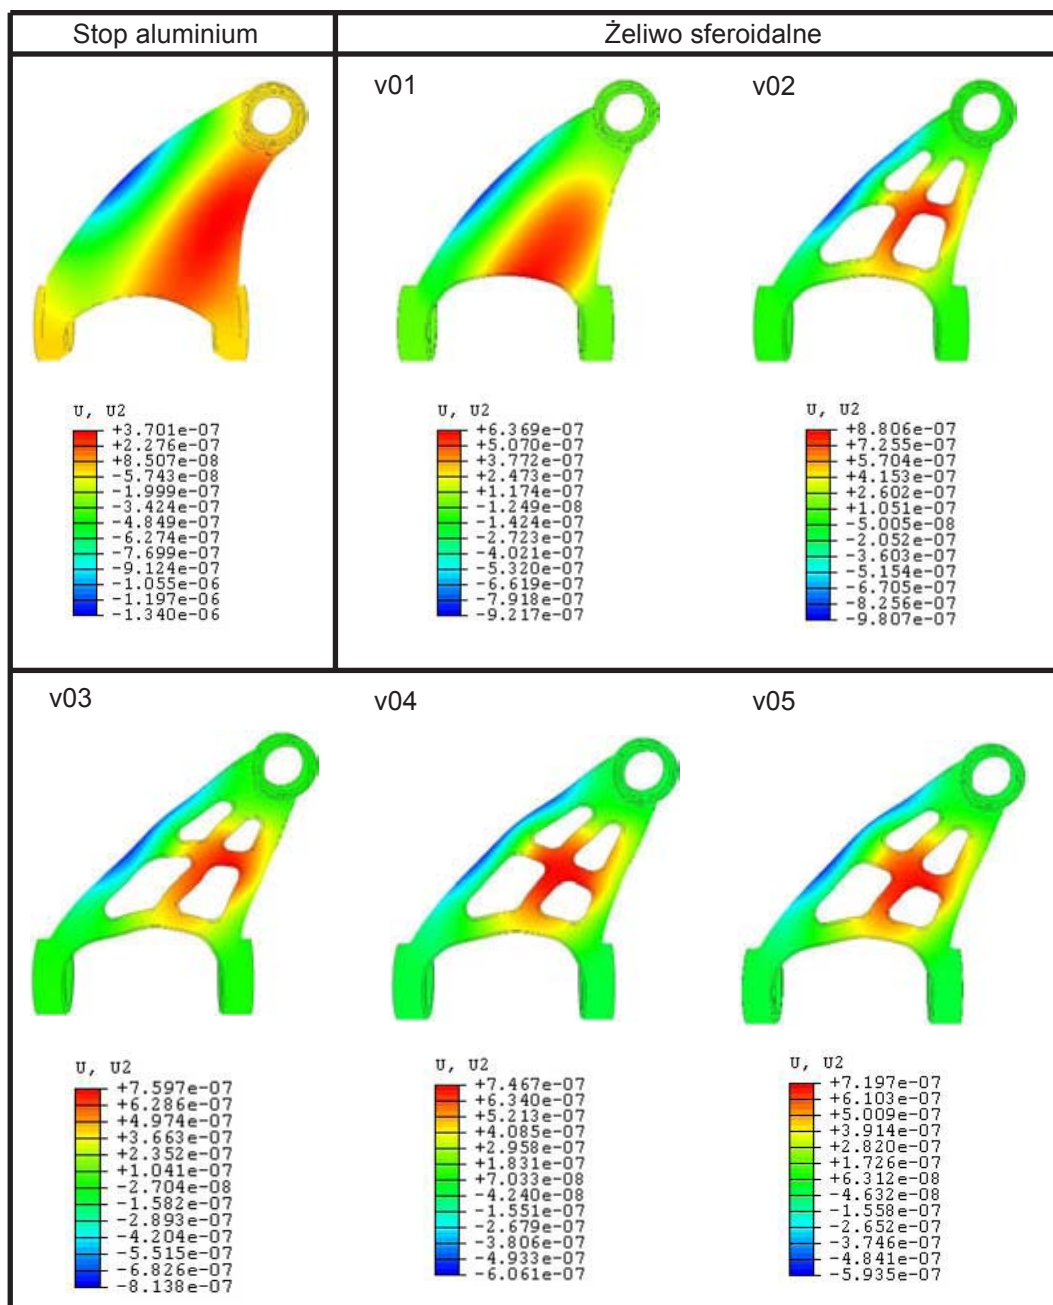 Stop aluminium
Żeliwo sferoidalne
v01
v02
U, U2
+3.701e-07
+2.276e-07
+8.507e-08
-5.743e-08
-1.999e-07
-3.424e-07
-4.849e-07
-6.274e-07
-7.699e-07
-9.124e-07
-1.055e-06
-1.197e-06
-1.340e-06
U, U2
+6.369e-07
+5.070e-07
+3.772e-07
+2.473e-07
+1.174e-07
-1.249e-08
-1.424e-07
-2.723e-07
-4.021e-07
-5.320e-07
-6.619e-07
-7.918e-07
-9.217e-07
U, U2
+8.806e-07
+7.255e-07
+5.704e-07
+4.153e-07
+2.602e-07
+1.051e-07
-5.005e-08
-2.052e-07
-3.603e-07
-5.154e-07
-6.705e-07
-8.256e-07
-9.807e-07
v03
v04
v05
U, U2
+7.597e-07
+6.286e-07
+4.974e-07
+3.663e-07
+2.352e-07
+1.041e-07
-2.704e-08
-1.582e-07
-2.893e-07
-4.204e-07
-5.515e-07
-6.826e-07
-8.138e-07
U, U2
+7.467e-07
+6.340e-07
+5.213e-07
+4.085e-07
+2.958e-07
+1.831e-07
+7.033e-08
-4.240e-08
-1.551e-07
-2.679e-07
-3.806e-07
-4.933e-07
-6.061e-07
U, U2
+7.197e-07
+6.103e-07
+5.009e-07
+3.914e-07
+2.820e-07
+1.726e-07
+6.312e-08
-4.632e-08
-1.558e-07
-2.652e-07
-3.746e-07
-4.841e-07
-5.935e-07